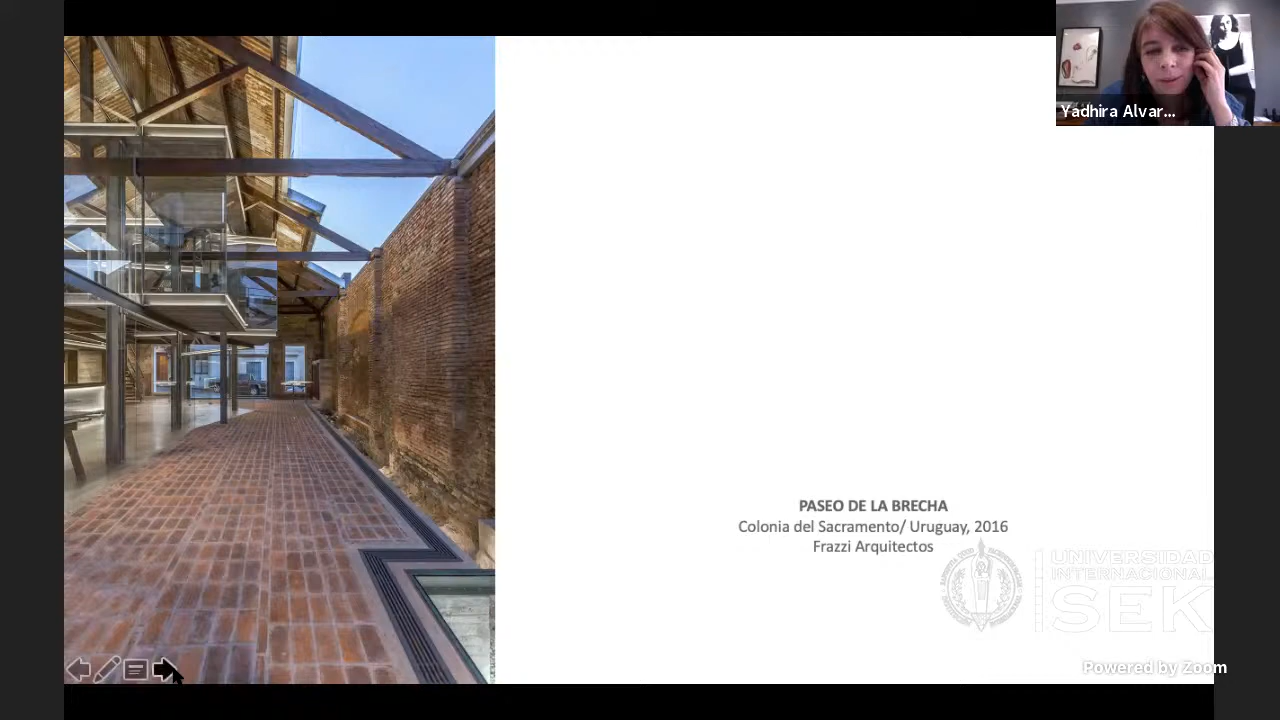 Yadhira Alvar...
PASEO DE LA BRECHA
Colonia del Sacramento/ Uruguay, 2016
Frazzi Arquitectos
UNIVERSIDAD
INTERNACIONAL
SEK
Powered by Zoom